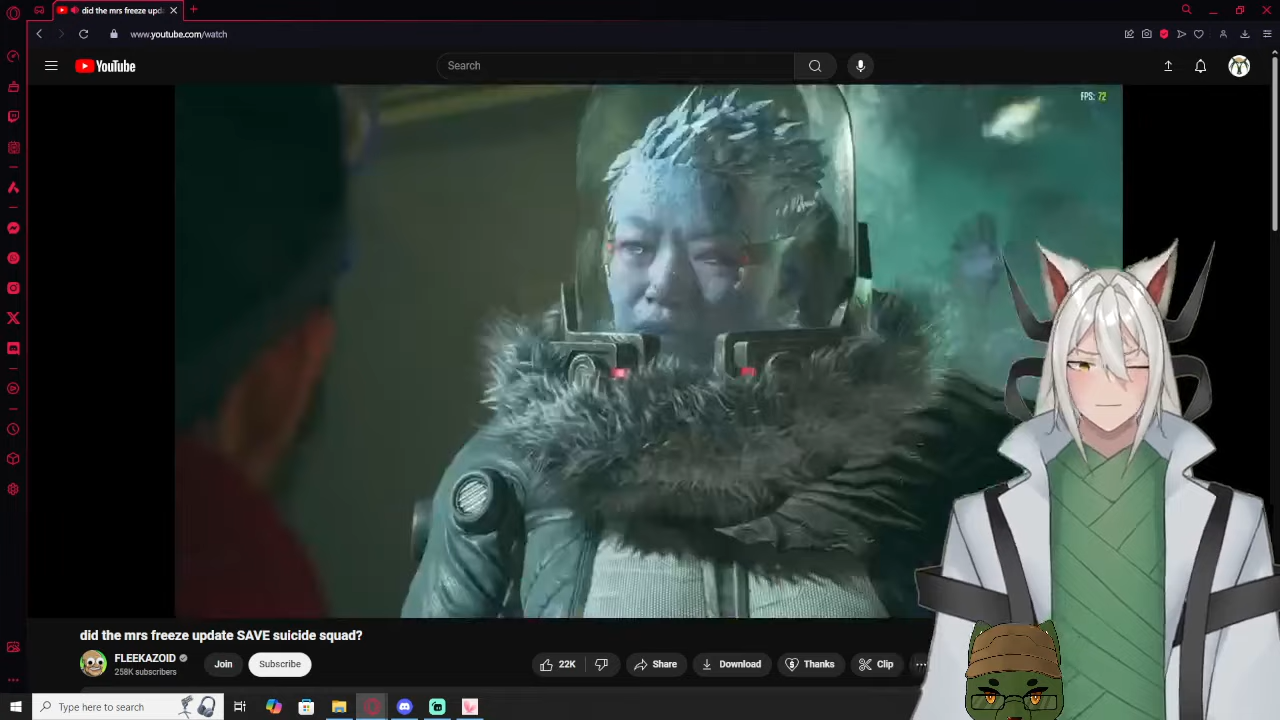 did the mrs freeze upd
www.youtube.com/watch
YouTube
Search
FPS: 72
did the mrs freeze update SAVE suicide squad?
FLEEKAZOID
258K subscribers
Join
Subscribe
22K
Share
Download
Thanks
Clip
Type here to search